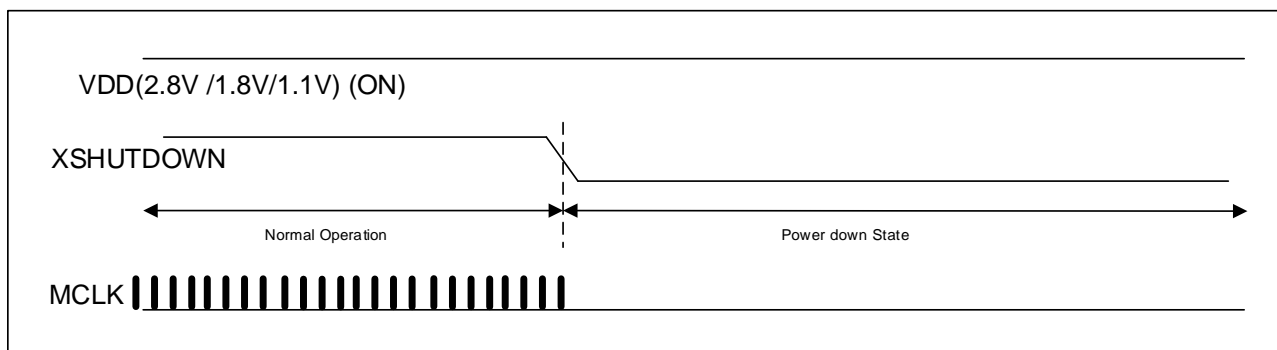 VDD(2.8V /1.8V/1.1V) (ON)
XSHUTDOWN
Normal Operation
Power down State
MCLK